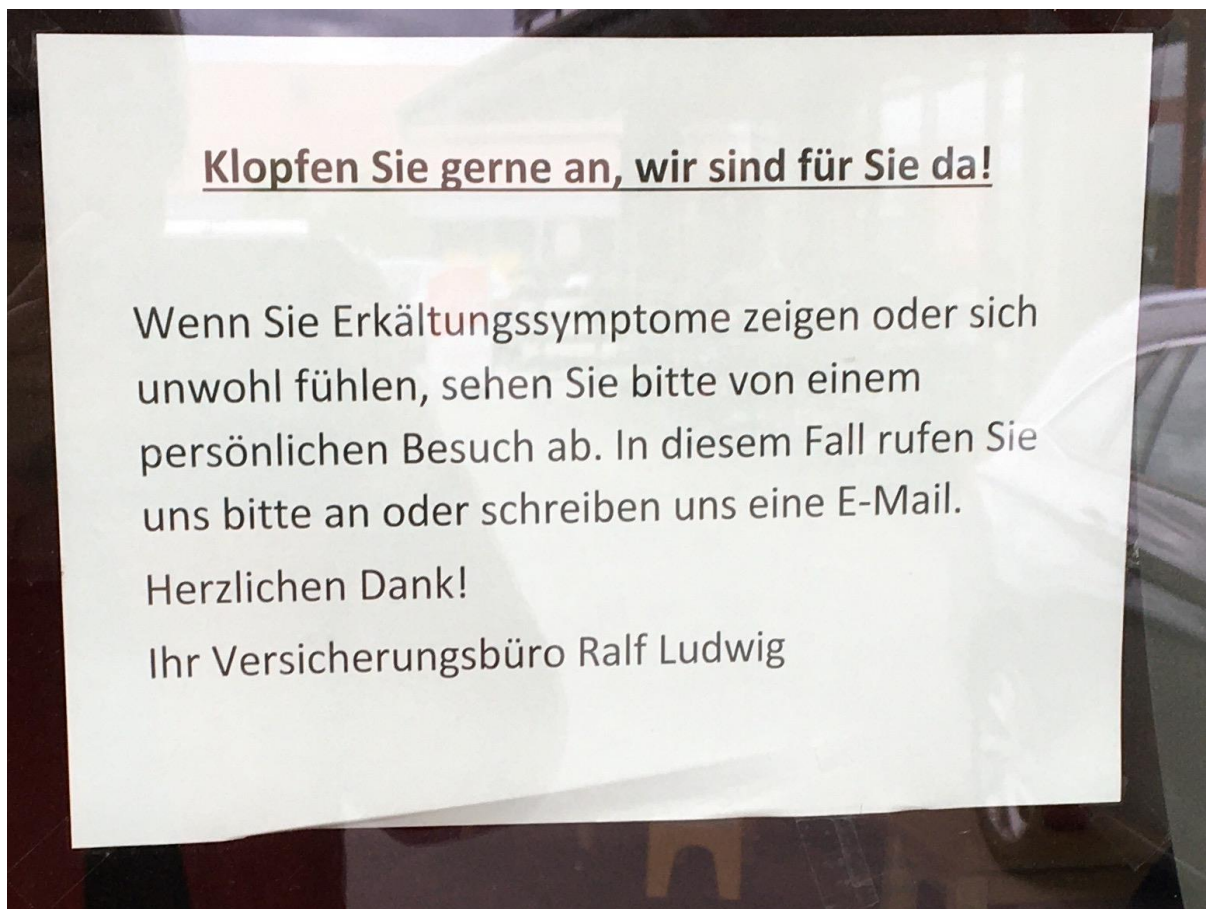 Klopfen Sie gerne an, wir sind für Sie da!
Wenn Sie Erkältungssymptome zeigen oder sich
unwohl fühlen, sehen Sie bitte von einem
persönlichen Besuch ab. In diesem Fall rufen Sie
uns bitte an oder schreiben uns eine E-Mail.
Herzlichen Dank!
Ihr Versicherungsbüro Ralf Ludwig